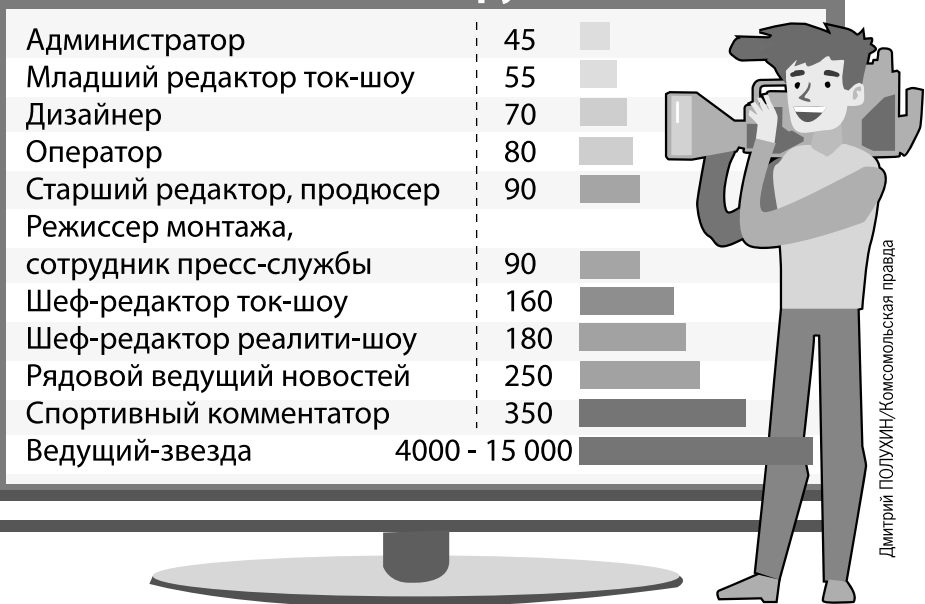 Администратор 45
Младший редактор ток-шоу 55
Дизайнер 70
Оператор 80
Старший редактор, продюсер 90
Режиссер монтажа,
сотрудник пресс-службы 90
Шеф-редактор ток-шоу 160
Шеф-редактор реалити-шоу 180
Рядовой ведущий новостей 250
Спортивный комментатор 350
Ведущий-звезда 4000 - 15 000
Дмитрий ПОЛУХИН/Комсомольская правда